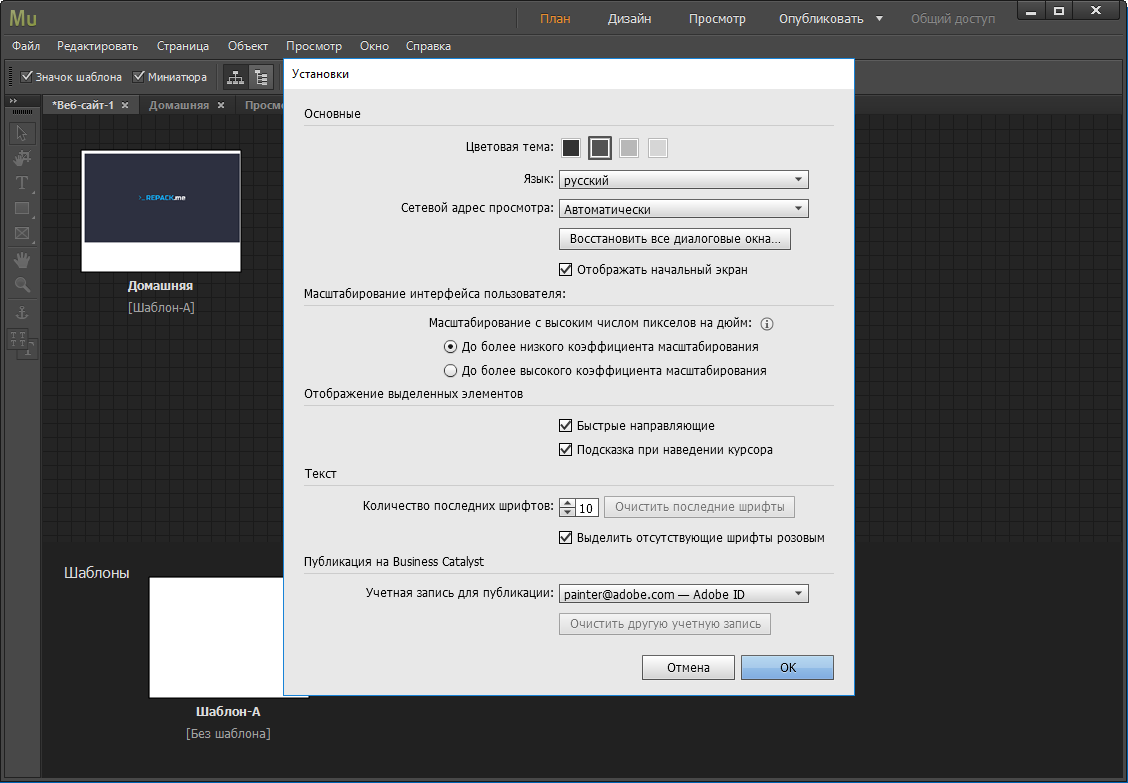 Mu
План Дизайн Просмотр Опубликовать Общий доступ
Файл Редактировать Страница Объект Просмотр Окно Справка
Значок шаблона Миниатюра
*Веб-сайт-1 Домашняя
REPACK.me
Домашняя
[Шаблон-A]
Шаблоны
Шаблон-A
[Без шаблона]
Установки
Основные
Цветовая тема:
Язык: русский
Сетевой адрес просмотра: Автоматически
Восстановить все диалоговые окна...
Отображать начальный экран
Масштабирование интерфейса пользователя:
Масштабирование с высоким числом пикселов на дюйм:
До более низкого коэффициента масштабирования
До более высокого коэффициента масштабирования
Отображение выделенных элементов
Быстрые направляющие
Подсказка при наведении курсора
Текст
Количество последних шрифтов: 10 Очистить последние шрифты
Выделить отсутствующие шрифты розовым
Публикация на Business Catalyst
Учетная запись для публикации: painter@adobe.com — Adobe ID
Очистить другую учетную запись
Отмена OK